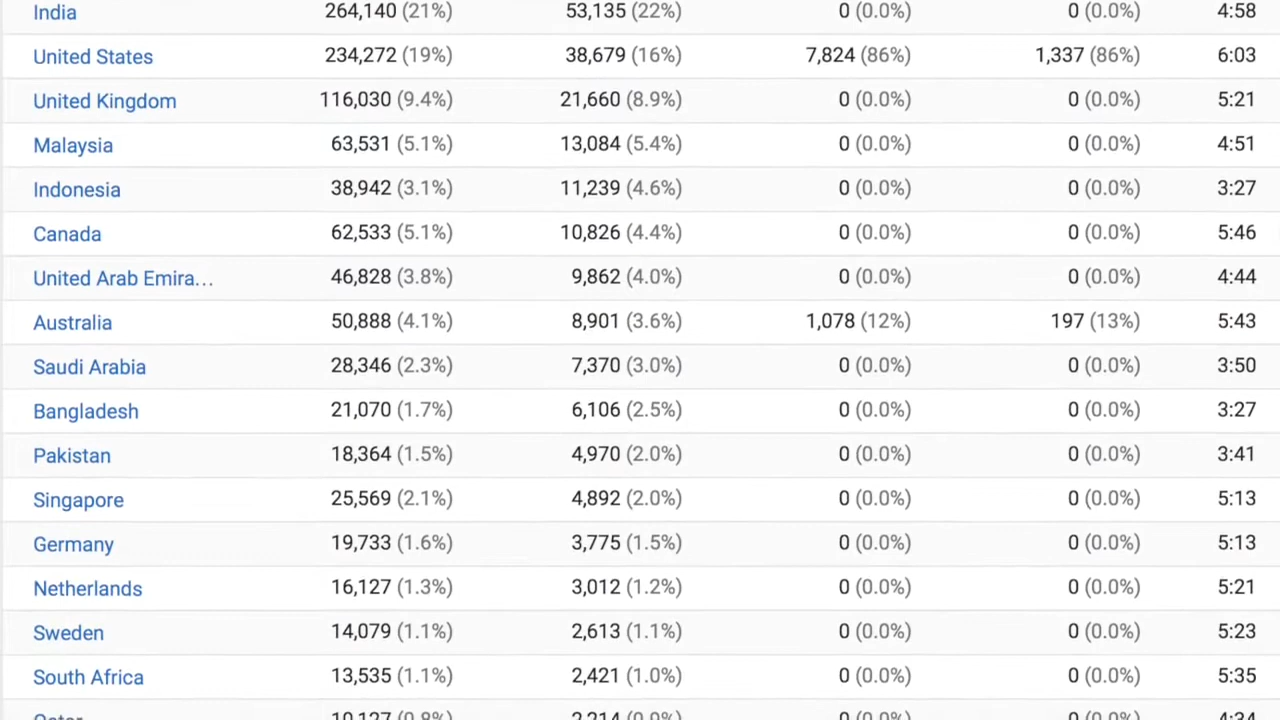 India 264,140 (21%) 53,135 (22%) 0 (0.0%) 0 (0.0%) 4:58
United States 234,272 (19%) 38,679 (16%) 7,824 (86%) 1,337 (86%) 6:03
United Kingdom 116,030 (9.4%) 21,660 (8.9%) 0 (0.0%) 0 (0.0%) 5:21
Malaysia 63,531 (5.1%) 13,084 (5.4%) 0 (0.0%) 0 (0.0%) 4:51
Indonesia 38,942 (3.1%) 11,239 (4.6%) 0 (0.0%) 0 (0.0%) 3:27
Canada 62,533 (5.1%) 10,826 (4.4%) 0 (0.0%) 0 (0.0%) 5:46
United Arab Emira... 46,828 (3.8%) 9,862 (4.0%) 0 (0.0%) 0 (0.0%) 4:44
Australia 50,888 (4.1%) 8,901 (3.6%) 1,078 (12%) 197 (13%) 5:43
Saudi Arabia 28,346 (2.3%) 7,370 (3.0%) 0 (0.0%) 0 (0.0%) 3:50
Bangladesh 21,070 (1.7%) 6,106 (2.5%) 0 (0.0%) 0 (0.0%) 3:27
Pakistan 18,364 (1.5%) 4,970 (2.0%) 0 (0.0%) 0 (0.0%) 3:41
Singapore 25,569 (2.1%) 4,892 (2.0%) 0 (0.0%) 0 (0.0%) 5:13
Germany 19,733 (1.6%) 3,775 (1.5%) 0 (0.0%) 0 (0.0%) 5:13
Netherlands 16,127 (1.3%) 3,012 (1.2%) 0 (0.0%) 0 (0.0%) 5:21
Sweden 14,079 (1.1%) 2,613 (1.1%) 0 (0.0%) 0 (0.0%) 5:23
South Africa 13,535 (1.1%) 2,421 (1.0%) 0 (0.0%) 0 (0.0%) 5:35